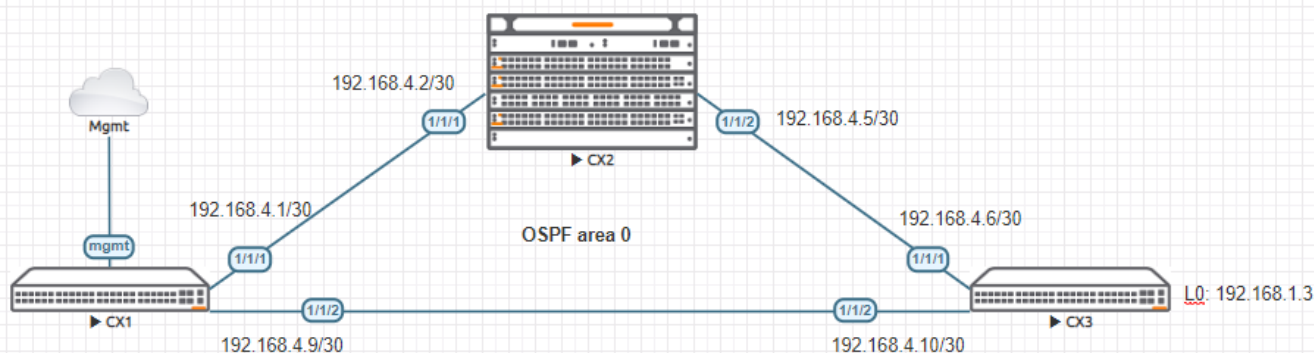 192.168.4.2/30
1/1/1
1/1/2
192.168.4.5/30
Mgmt
CX2
192.168.4.1/30
192.168.4.6/30
OSPF area 0
mgmt
1/1/1
1/1/1
L0: 192.168.1.3
1/1/2
1/1/2
CX1
CX3
192.168.4.9/30
192.168.4.10/30